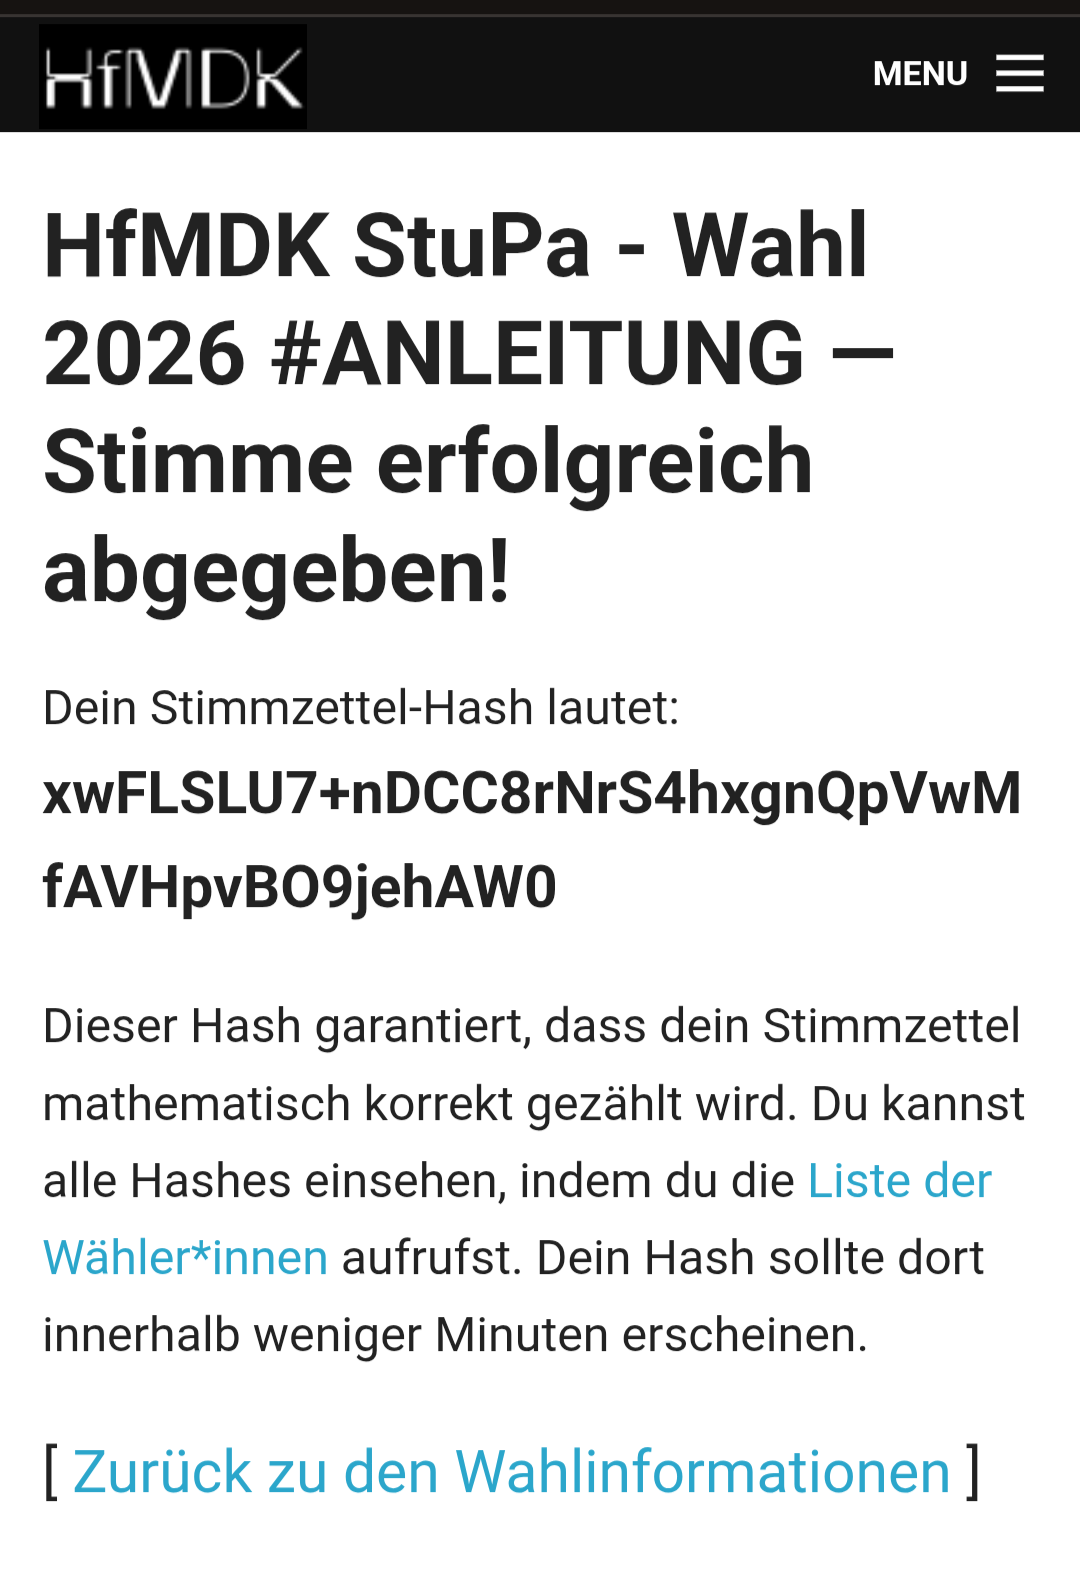 HfMDK
MENU
HfMDK StuPa - Wahl
2026 #ANLEITUNG —
Stimme erfolgreich
abgegeben!
Dein Stimmzettel-Hash lautet:
xwFLSLU7+nDCC8rNrS4hxgnQpVwM
fAVHpvBO9jehAW0
Dieser Hash garantiert, dass dein Stimmzettel
mathematisch korrekt gezählt wird. Du kannst
alle Hashes einsehen, indem du die Liste der
Wähler*innen aufrufst. Dein Hash sollte dort
innerhalb weniger Minuten erscheinen.
[ Zurück zu den Wahlinformationen ]